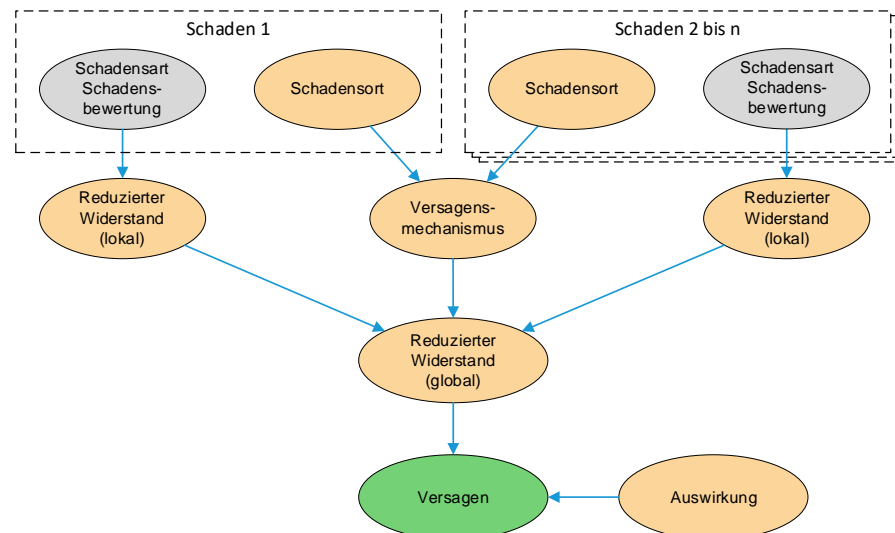 Schaden 1
Schadensart
Schadens-
bewertung
Schadensort
Schaden 2 bis n
Schadensort
Schadensart
Schadens-
bewertung
Reduzierter
Widerstand
(lokal)
Versagens-
mechanismus
Reduzierter
Widerstand
(lokal)
Reduzierter
Widerstand
(global)
Versagen
Auswirkung